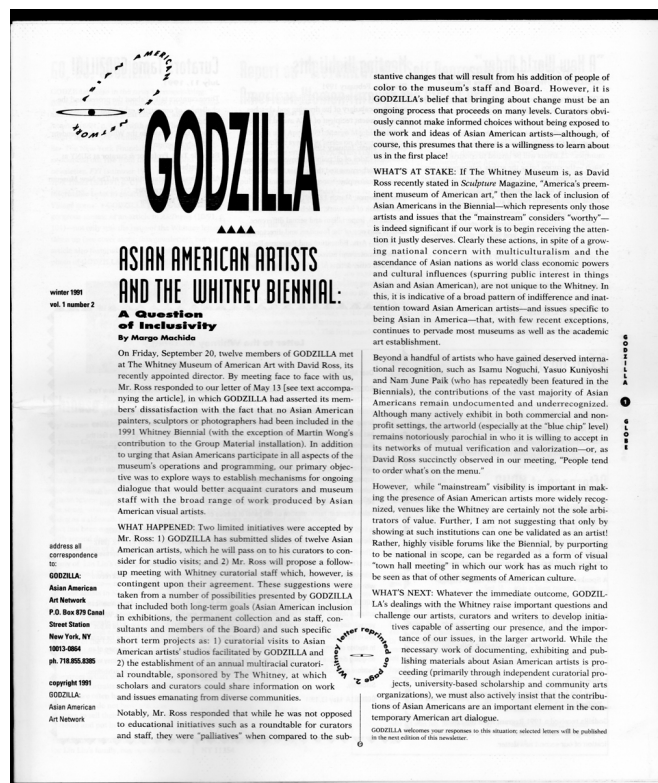 AMERICAN
NETWORK
GODZILLA
ASIAN AMERICAN ARTISTS
AND THE WHITNEY BIENNIAL:
A Question
of Inclusivity
By Margo Machida
winter 1991
vol. 1 number 2
On Friday, September 20, twelve members of GODZILLA met
at The Whitney Museum of American Art with David Ross, its
recently appointed director. By meeting face to face with us,
Mr. Ross responded to our letter of May 13 [see text accompa-
nying the article], in which GODZILLA had asserted its mem-
bers' dissatisfaction with the fact that no Asian American
painters, sculptors or photographers had been included in the
1991 Whitney Biennial (with the exception of Martin Wong's
contribution to the Group Material installation). In addition
to urging that Asian Americans participate in all aspects of the
museum's operations and programming, our primary objec-
tive was to explore ways to establish mechanisms for ongoing
dialogue that would better acquaint curators and museum
staff with the broad range of work produced by Asian
American visual artists.
WHAT HAPPENED: Two limited initiatives were accepted by
Mr. Ross: 1) GODZILLA has submitted slides of twelve Asian
American artists, which he will pass on to his curators to con-
sider for studio visits; and 2) Mr. Ross will propose a follow-
up meeting with Whitney curatorial staff which, however, is
contingent upon their agreement. These suggestions were
taken from a number of possibilities presented by GODZILLA
that included both long-term goals (Asian American inclusion
in exhibitions, the permanent collection and as staff, con-
sultants and members of the Board) and such specific
short term projects as: 1) curatorial visits to Asian
American artists' studios facilitated by GODZILLA and
2) the establishment of an annual multiracial curatori-
al roundtable, sponsored by The Whitney, at which
scholars and curators could share information on work
and issues emanating from diverse communities.
Notably, Mr. Ross responded that while he was not opposed
to educational initiatives such as a roundtable for curators
and staff, they were "palliatives" when compared to the sub-
address all
correspondence
to:
GODZILLA:
Asian American
Art Network
P.O. Box 879 Canal
Street Station
New York, NY
10013-0864
ph. 718.855.8385
copyright 1991
GODZILLA:
Asian American
Art Network
stantive changes that will result from his addition of people of
color to the museum's staff and Board. However, it is
GODZILLA's belief that bringing about change must be an
ongoing process that proceeds on many levels. Curators obvi-
ously cannot make informed choices without being exposed to
the work and ideas of Asian American artists—although, of
course, this presumes that there is a willingness to learn about
us in the first place!
WHAT'S AT STAKE: If The Whitney Museum is, as David
Ross recently stated in Sculpture Magazine, "America's preem-
inent museum of American art," then the lack of inclusion of
Asian Americans in the Biennial—which represents only those
artists and issues that the "mainstream" considers "worthy"—
is indeed significant if our work is to begin receiving the atten-
tion it justly deserves. Clearly these actions, in spite of a grow-
ing national concern with multiculturalism and the
ascendance of Asian nations as world class economic powers
and cultural influences (spurring public interest in things
Asian and Asian American), are not unique to the Whitney. In
this, it is indicative of a broad pattern of indifference and inat-
tention toward Asian American artists—and issues specific to
being Asian in America—that, with few recent exceptions,
continues to pervade most museums as well as the academic
art establishment.
Beyond a handful of artists who have gained deserved interna-
tional recognition, such as Isamu Noguchi, Yasuo Kuniyoshi
and Nam June Paik (who has repeatedly been featured in the
Biennials), the contributions of the vast majority of Asian
Americans remain undocumented and underrecognized.
Although many actively exhibit in both commercial and non-
profit settings, the artworld (especially at the "blue chip" level)
remains notoriously parochial in who it is willing to accept in
its networks of mutual verification and valorization—or, as
David Ross succinctly observed in our meeting, "People tend
to order what's on the menu."
However, while "mainstream" visibility is important in mak-
ing the presence of Asian American artists more widely recog-
nized, venues like the Whitney are certainly not the sole arbi-
trators of value. Further, I am not suggesting that only by
showing at such institutions can one be validated as an artist!
Rather, highly visible forums like the Biennial, by purporting
to be national in scope, can be regarded as a form of visual
"town hall meeting" in which our work has as much right to
be seen as that of other segments of American culture.
WHAT'S NEXT: Whatever the immediate outcome, GODZIL-
LA's dealings with the Whitney raise important questions and
challenge our artists, curators and writers to develop initia-
tives capable of asserting our presence, and the impor-
tance of our issues, in the larger artworld. While the
necessary work of documenting, exhibiting and pub-
lishing materials about Asian American artists is pro-
ceeding (primarily through independent curatorial pro-
jects, university-based scholarship and community arts
organizations), we must also actively insist that the contribu-
tions of Asian Americans are an important element in the con-
temporary American art dialogue.
GODZILLA welcomes your responses to this situation; selected letters will be published
in the next edition of this newsletter.
Whitney letter reprinted on page 2.
GODZILLA
1
GLOBE